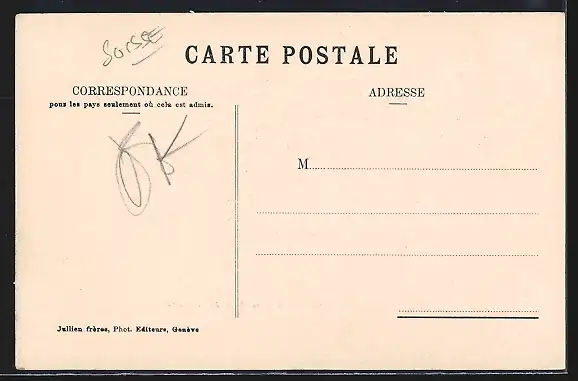 Suisse
CARTE POSTALE
CORRESPONDANCE
pour les pays seulement où cela est admis.
ADRESSE
M
Jullien frères, Phot. Editeurs, Genève